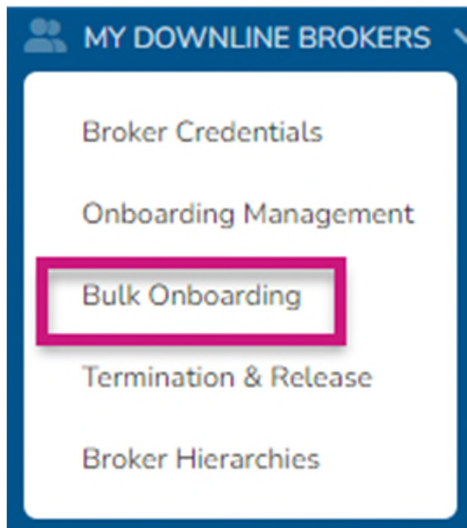 MY DOWNLINE BROKERS
Broker Credentials
Onboarding Management
Bulk Onboarding
Termination & Release
Broker Hierarchies